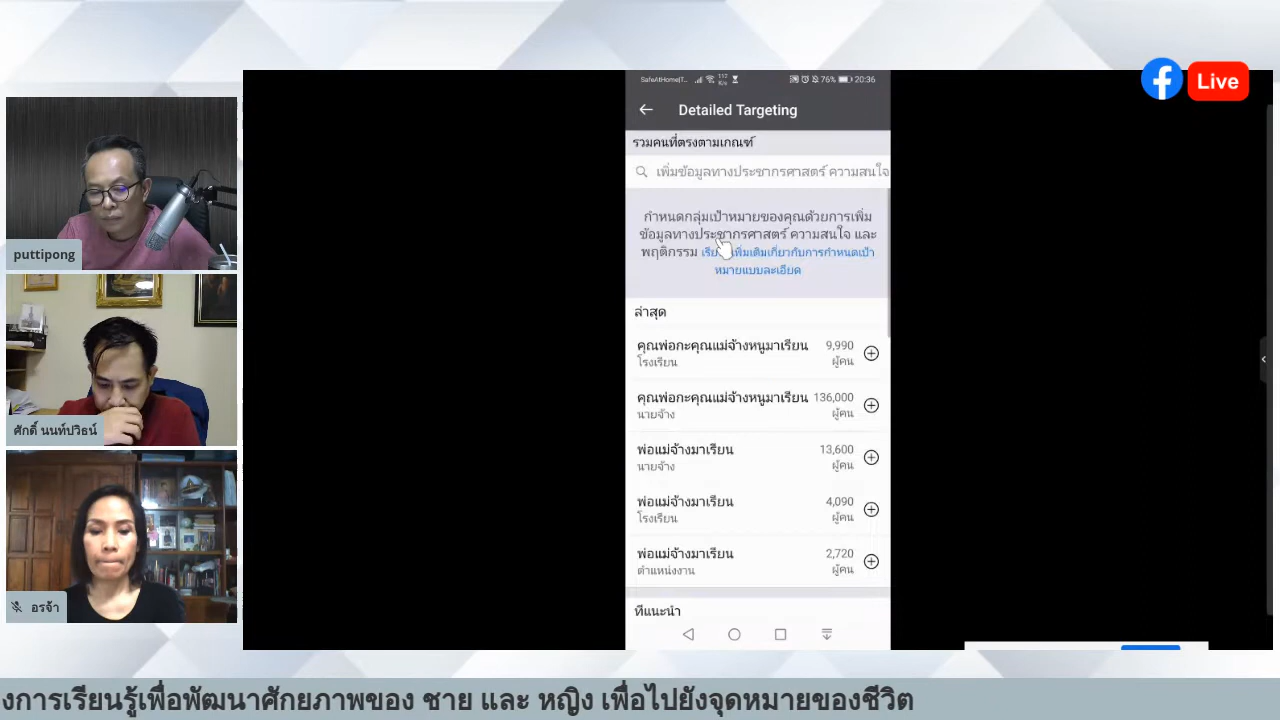 Live
SafeAtHome|T..
76% 20:36
Detailed Targeting
รวมคนที่ตรงตามเกณฑ์
เพิ่มข้อมูลทางประชากรศาสตร์ ความสนใจ
กำหนดกลุ่มเป้าหมายของคุณด้วยการเพิ่ม
ข้อมูลทางประชากรศาสตร์ ความสนใจ และ
พฤติกรรม เพิ่มเติมเกี่ยวกับการกำหนดเป้า
หมายแบบละเอียด
ล่าสุด
คุณพ่อกะคุณแม่จ้างหนูมาเรียน 9,990
โรงเรียน ผู้คน
คุณพ่อกะคุณแม่จ้างหนูมาเรียน 136,000
นายจ้าง ผู้คน
พ่อแม่จ้างมาเรียน 13,600
นายจ้าง ผู้คน
พ่อแม่จ้างมาเรียน 4,090
โรงเรียน ผู้คน
พ่อแม่จ้างมาเรียน 2,720
ตำแหน่งงาน ผู้คน
ที่แนะนำ
puttipong
ศักดิ์ นนท์ปวิธน์
อรจ้า
งการเรียนรู้เพื่อพัฒนาศักยภาพของ ชาย และ หญิง เพื่อไปยังจุดหมายของชีวิต